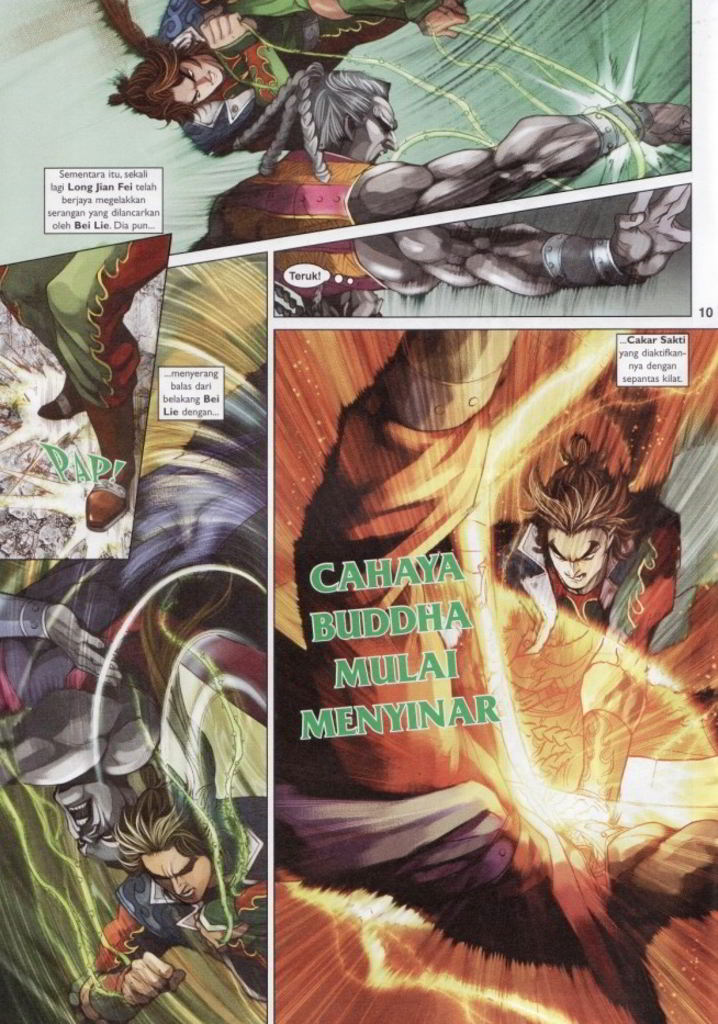 Sementara itu, sekali
lagi Long Jian Fei telah
berjaya megelakkan
serangan yang dilancarkan
oleh Bei Lie. Dia pun...
Teruk!
10
...menyerang
balas dari
belakang Bei
Lie dengan...
PAP!
...Cakar Sakti
yang diaktifkan-
nya dengan
sepantas kilat.
CAHAYA
BUDDHA
MULAI
MENYINAR